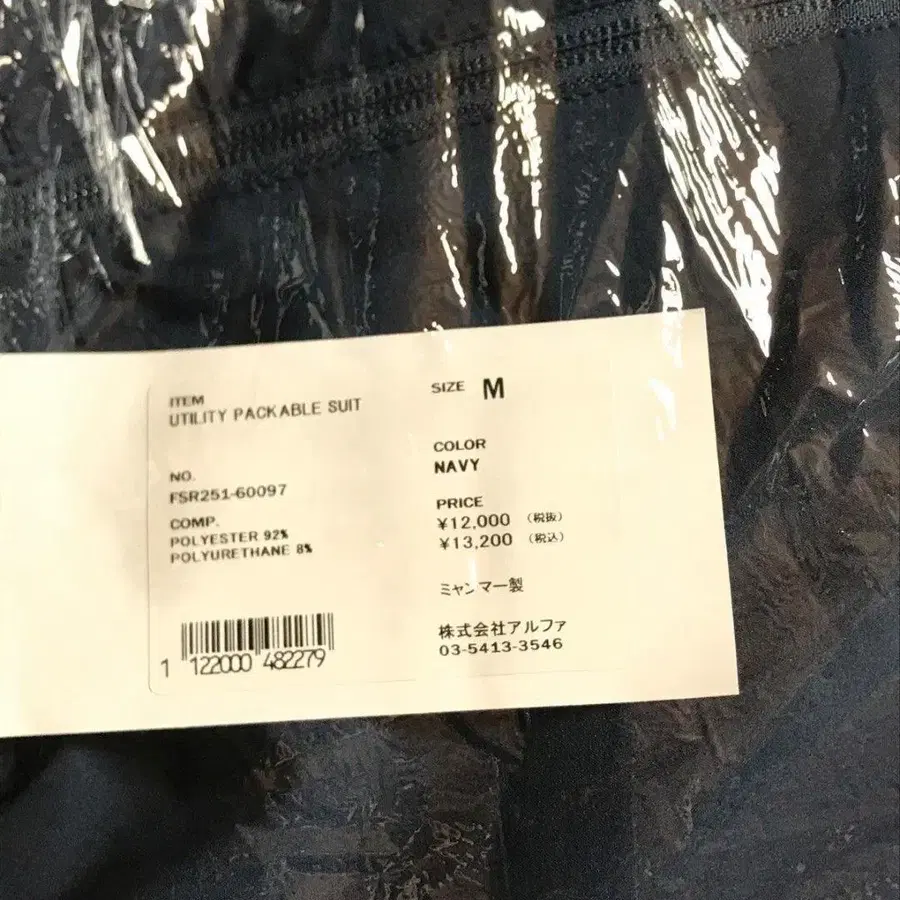 ITEM
UTILITY PACKABLE SUIT
NO.
FSR251-60097
COMP.
POLYESTER 92%
POLYURETHANE 8%
1 122000 482279
SIZE M
COLOR
NAVY
PRICE
¥12,000 (税抜)
¥13,200 (税込)
ミャンマー製
株式会社アルファ
03-5413-3546